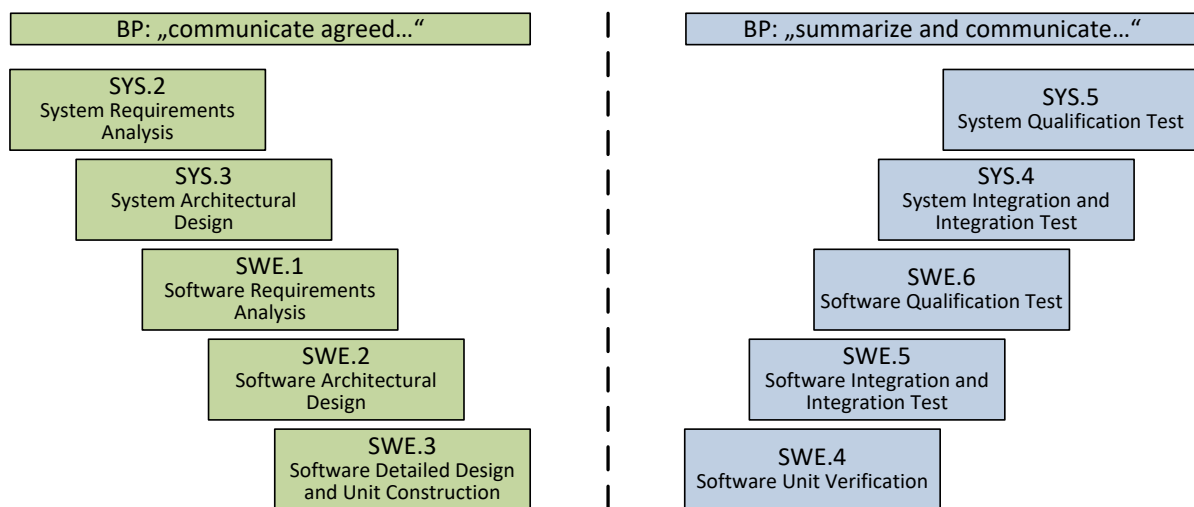 BP: „communicate agreed…“
SYS.2
System Requirements
Analysis
SYS.3
System Architectural
Design
SWE.1
Software Requirements
Analysis
SWE.2
Software Architectural
Design
SWE.3
Software Detailed Design
and Unit Construction
BP: „summarize and communicate…“
SYS.5
System Qualification Test
SYS.4
System Integration and
Integration Test
SWE.6
Software Qualification Test
SWE.5
Software Integration and
Integration Test
SWE.4
Software Unit Verification